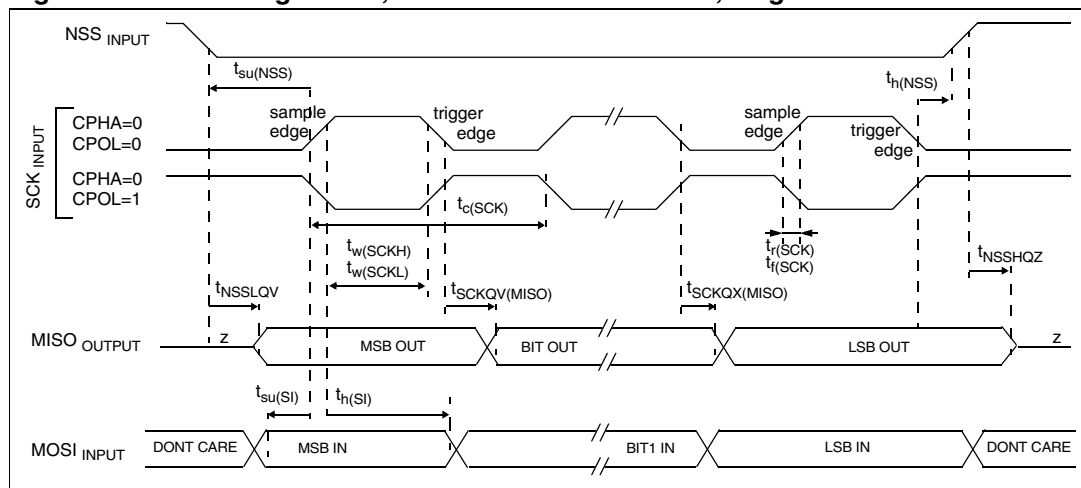 NSS INPUT
tsu(NSS)
th(NSS)
SCK INPUT
CPHA=0
CPOL=0
sample edge
trigger edge
sample edge
trigger edge
CPHA=0
CPOL=1
tc(SCK)
tw(SCKH)
tw(SCKL)
tr(SCK)
tf(SCK)
tNSSLQV
tSCKQV(MISO)
tSCKQX(MISO)
tNSSHQZ
MISO OUTPUT
z
MSB OUT
BIT OUT
LSB OUT
z
tsu(SI)
th(SI)
MOSI INPUT
DONT CARE
MSB IN
BIT1 IN
LSB IN
DONT CARE